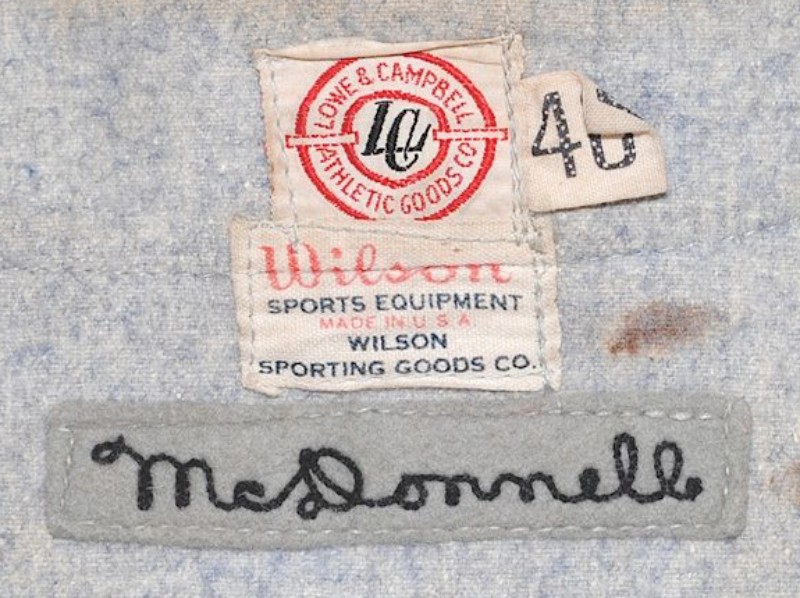 LOWE & CAMPBELL
LC
ATHLETIC GOODS CO
Wilson
SPORTS EQUIPMENT
MADE IN U S A
WILSON
SPORTING GOODS CO.
McDonnell